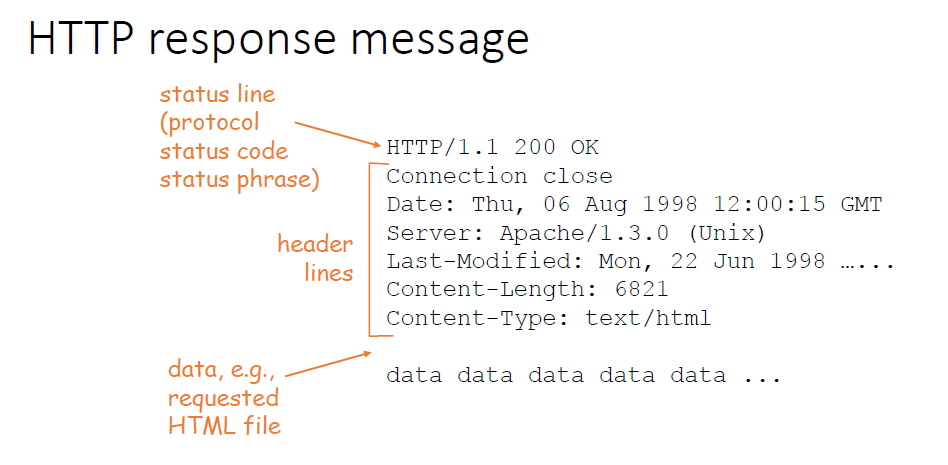 HTTP response message
status line
(protocol
status code
status phrase)
HTTP/1.1 200 OK
Connection close
Date: Thu, 06 Aug 1998 12:00:15 GMT
Server: Apache/1.3.0 (Unix)
Last-Modified: Mon, 22 Jun 1998 …...
Content-Length: 6821
Content-Type: text/html
header
lines
data, e.g.,
requested
HTML file
data data data data data ...